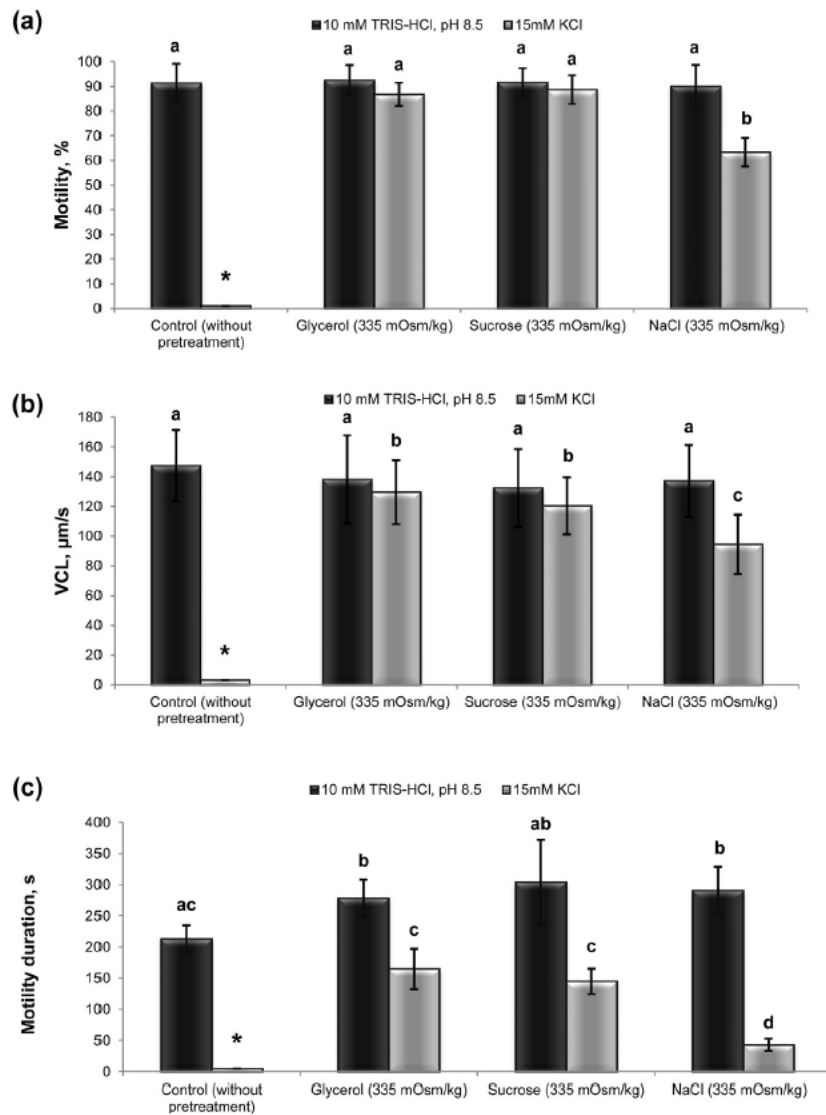 (a)
10 mM TRIS-HCl, pH 8.5 15mM KCl
Motility, %
100
90
80
70
60
50
40
30
20
10
0
a
*
a
a
a
a
a
b
Control (without
pretreatment)
Glycerol (335 mOsm/kg)
Sucrose (335 mOsm/kg)
NaCl (335 mOsm/kg)
(b)
10 mM TRIS-HCl, pH 8.5 15mM KCl
VCL, µm/s
180
160
140
120
100
80
60
40
20
0
a
*
a
b
a
b
a
c
Control (without
pretreatment)
Glycerol (335 mOsm/kg)
Sucrose (335 mOsm/kg)
NaCl (335 mOsm/kg)
(c)
10 mM TRIS-HCl, pH 8.5 15mM KCl
Motility duration, s
400
350
300
250
200
150
100
50
0
ac
*
b
c
ab
c
b
d
Control (without
pretreatment)
Glycerol (335 mOsm/kg)
Sucrose (335 mOsm/kg)
NaCl (335 mOsm/kg)